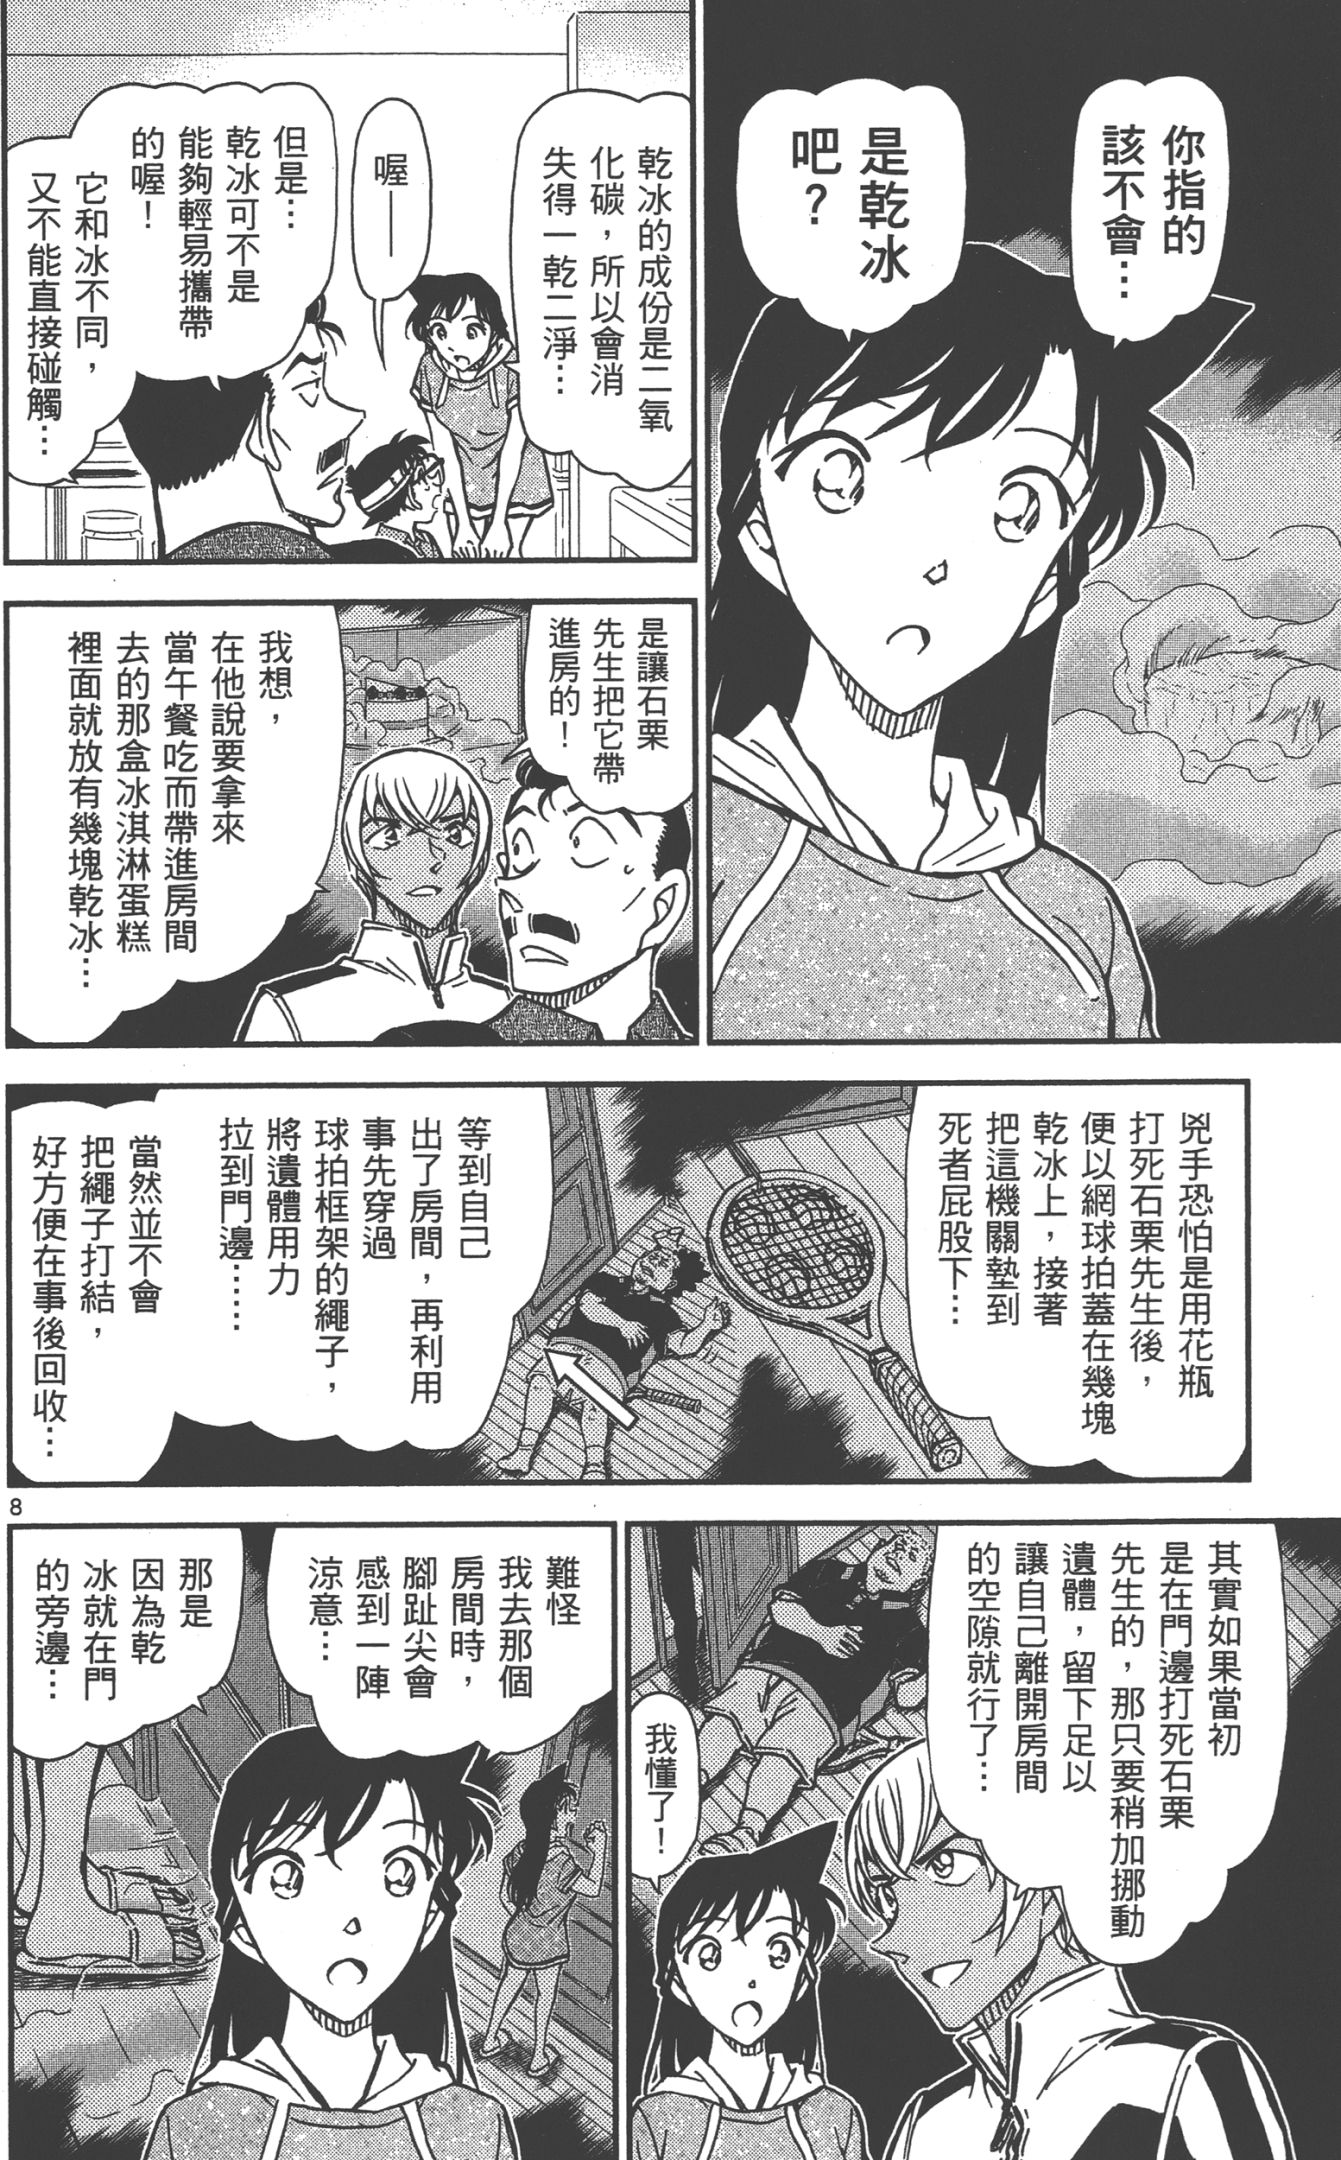 你指的
該不會…
是乾冰
吧？
乾冰的成份是二氧
化碳，所以會消
失得一乾二淨…
喔──
但是…
乾冰可不是
能夠輕易攜帶
的喔！
它和冰不同，
又不能直接碰觸…
是讓石栗
先生把它帶
進房的！
我想，
在他說要拿來
當午餐吃而帶進房間
去的那盒冰淇淋蛋糕
裡面就放有幾塊乾冰…
兇手恐怕是用花瓶
打死石栗先生後，
便以網球拍蓋在幾塊
乾冰上，接著
把這機關墊到
死者屁股下…
等到自己
出了房間，再利用
事先穿過
球拍框架的繩子，
將遺體用力
拉到門邊……
當然並不會
把繩子打結，
好方便在事後回收…
8
其實如果當初
是在門邊打死石栗
先生的，那只要稍加挪動
遺體，留下足以
讓自己離開房間
的空隙就行了…
我懂了！
難怪
我去那個
房間時，
腳趾尖會
感到一陣
涼意…
那是
因為乾
冰就在門
的旁邊…